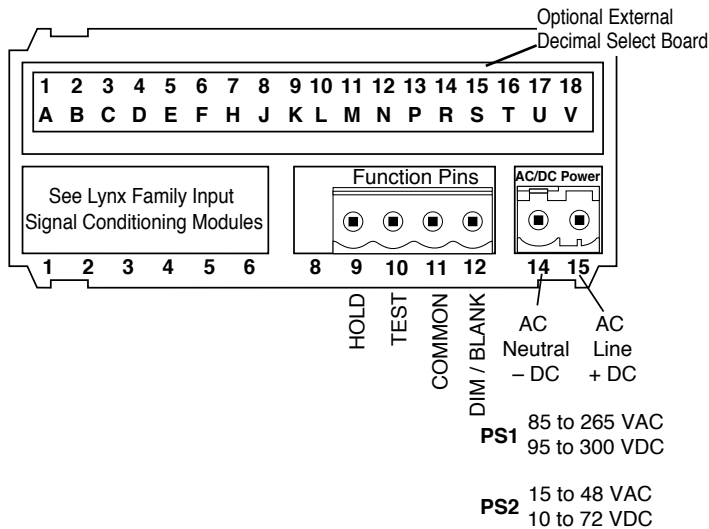 Optional External
Decimal Select Board
1 2 3 4 5 6 7 8 9 10 11 12 13 14 15 16 17 18
A B C D E F H J K L M N P R S T U V
See Lynx Family Input
Signal Conditioning Modules
Function Pins
AC/DC Power
1 2 3 4 5 6 8 9 10 11 12 14 15
HOLD
TEST
COMMON
DIM / BLANK
AC
Neutral
– DC
AC
Line
+ DC
PS1 85 to 265 VAC
95 to 300 VDC
PS2 15 to 48 VAC
10 to 72 VDC